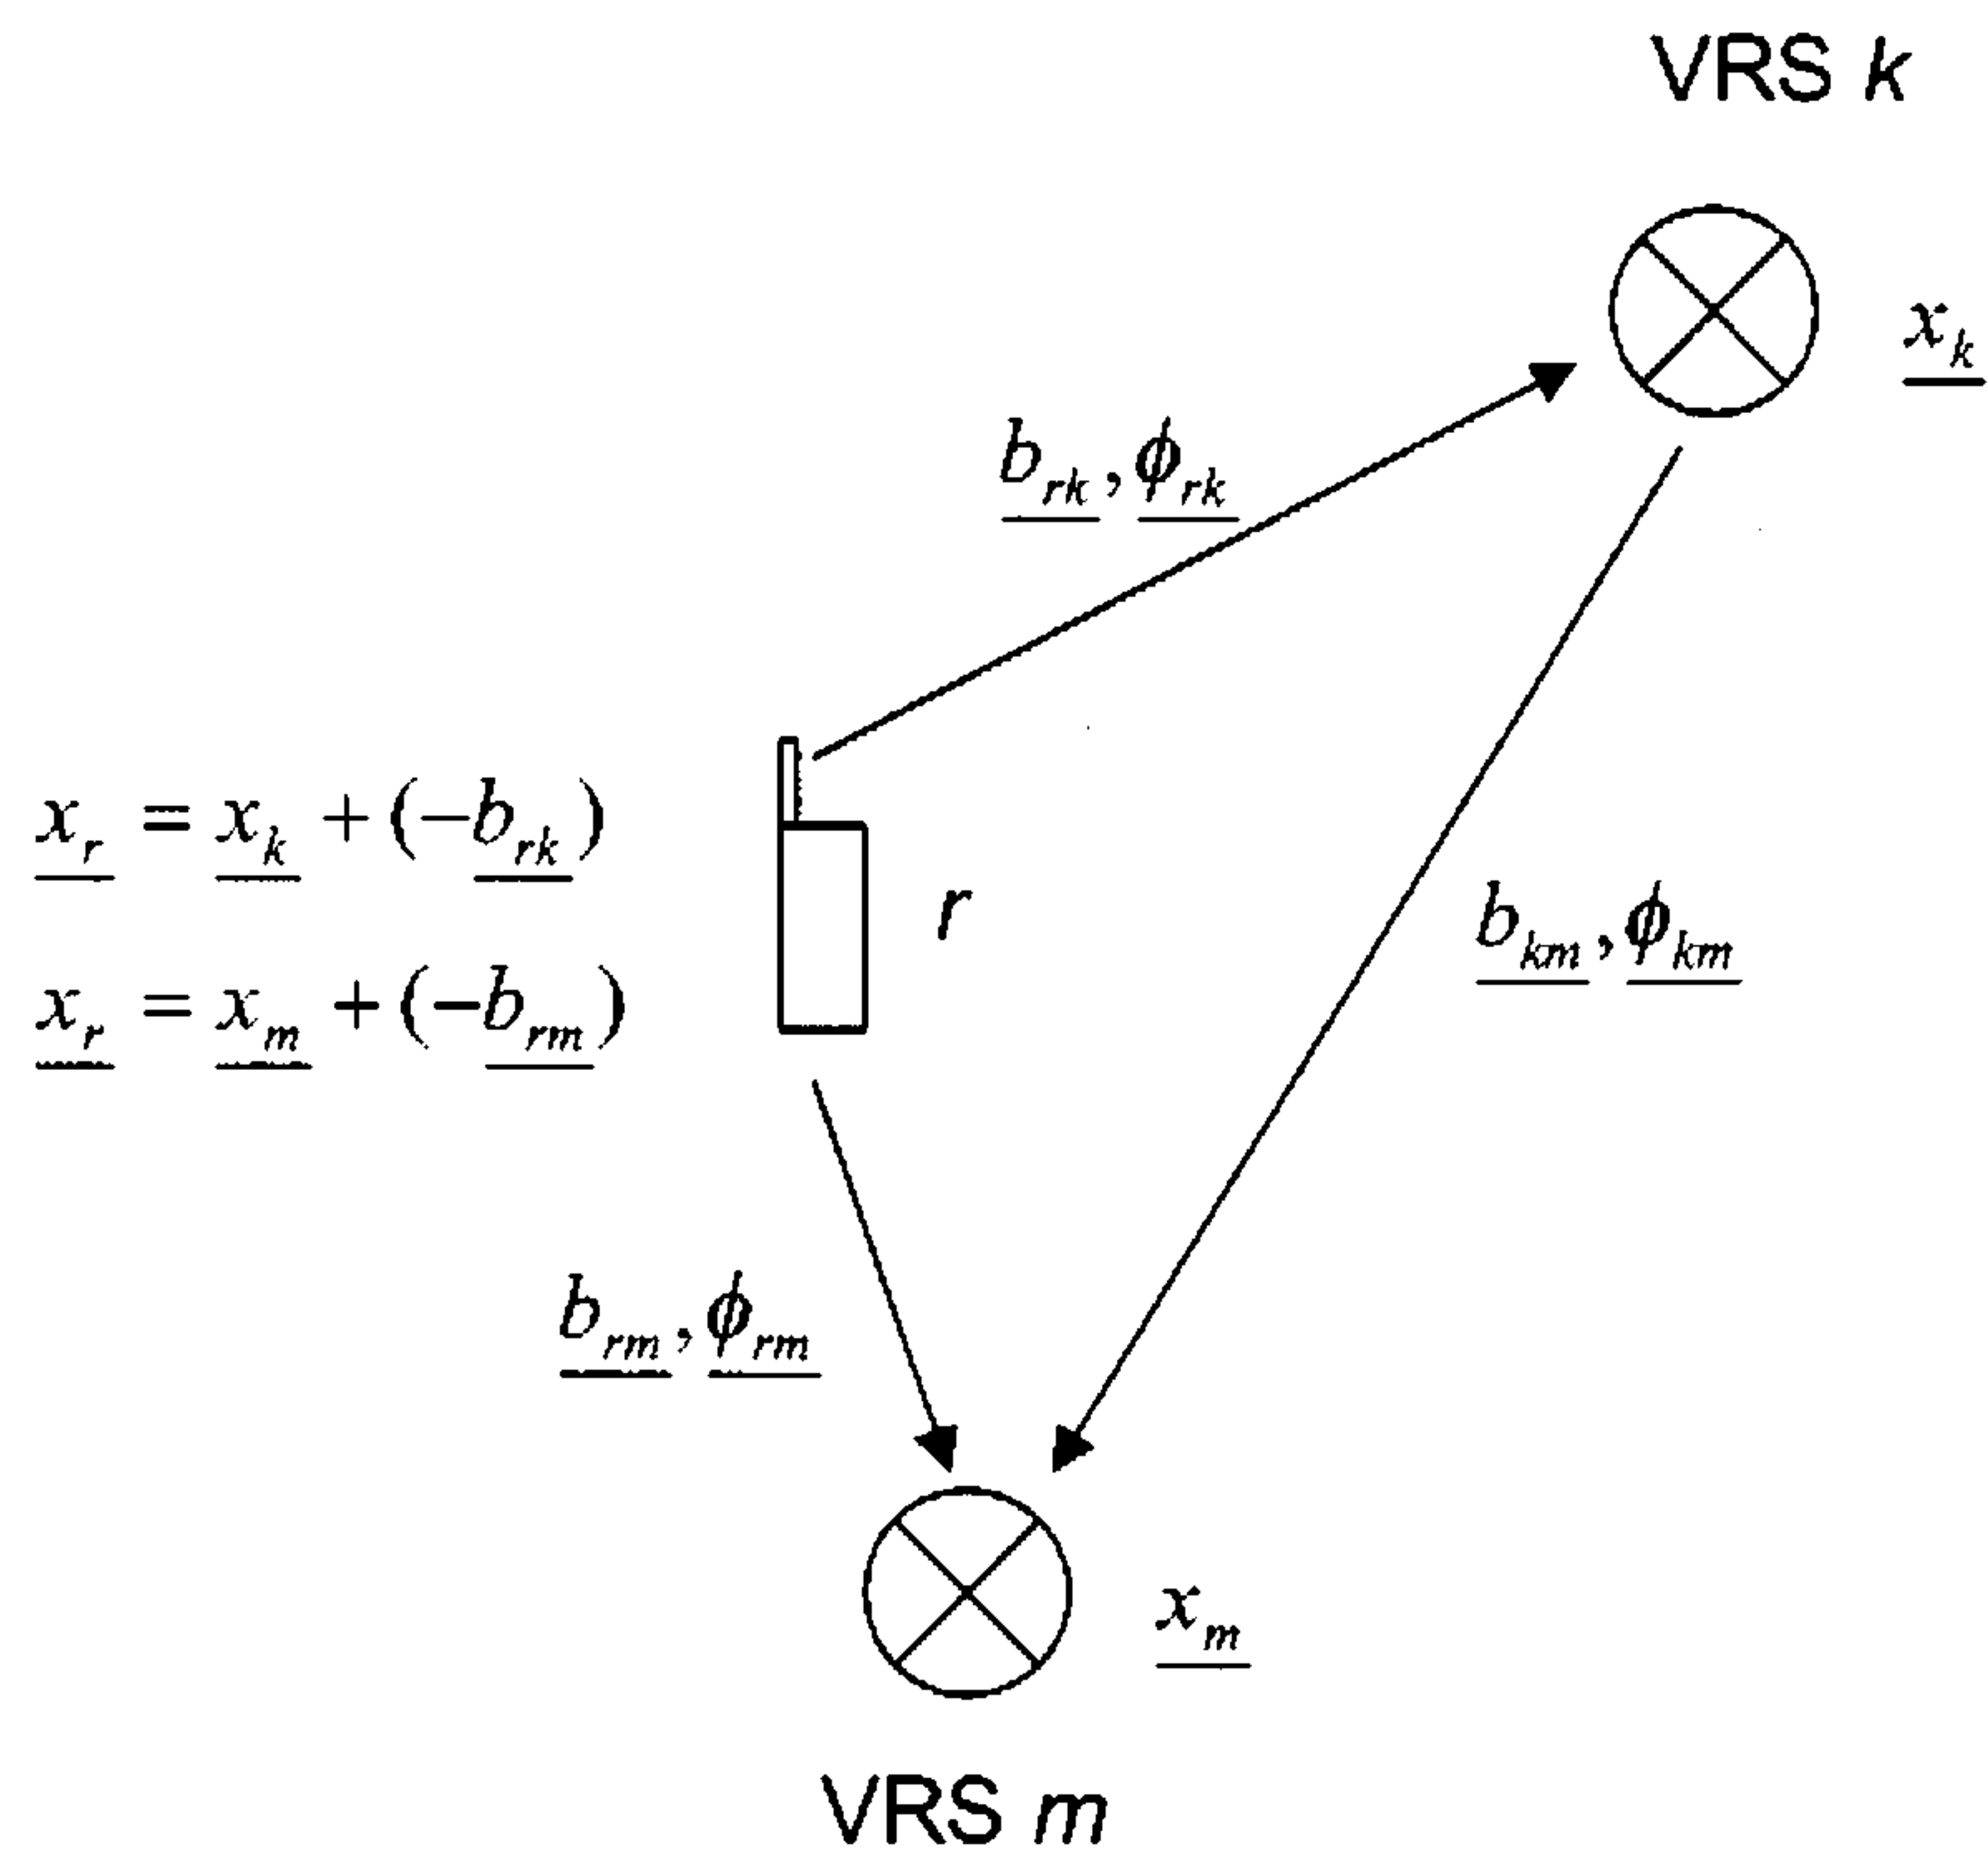 VRS k
x_k
b_rk, ϕ_rk
x_r = x_k + (−b_rk)
r
b_km, ϕ_km
x_r = x_m + (−b_rm)
b_rm, ϕ_rm
x_m
VRS m